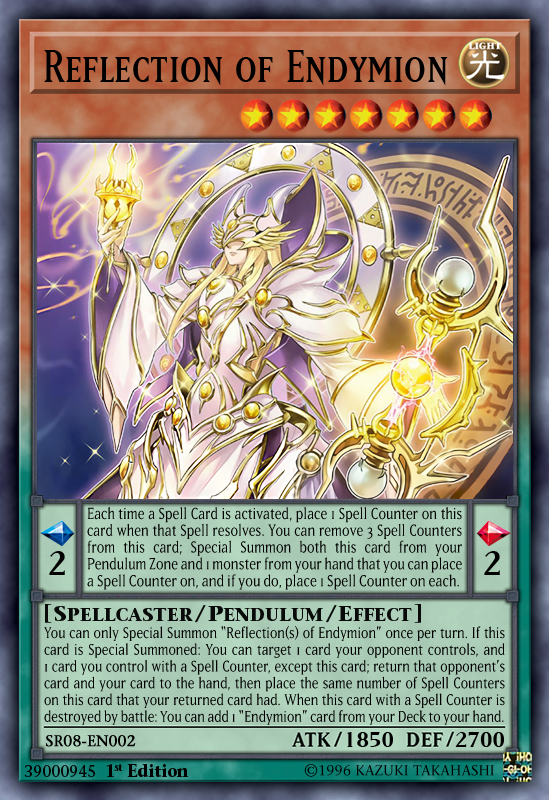 Reflection of Endymion
LIGHT
光
Each time a Spell Card is activated, place 1 Spell Counter on this
card when that Spell resolves. You can remove 3 Spell Counters
from this card; Special Summon both this card from your
Pendulum Zone and 1 monster from your hand that you can place
a Spell Counter on, and if you do, place 1 Spell Counter on each.
2
2
[Spellcaster/Pendulum/Effect]
You can only Special Summon "Reflection(s) of Endymion" once per turn. If this
card is Special Summoned: You can target 1 card your opponent controls, and
1 card you control with a Spell Counter, except this card; return that opponent's
card and your card to the hand, then place the same number of Spell Counters
on this card that your returned card had. When this card with a Spell Counter is
destroyed by battle: You can add 1 "Endymion" card from your Deck to your hand.
SR08-EN002
ATK/1850 DEF/2700
39000945
1st Edition
©1996 KAZUKI TAKAHASHI